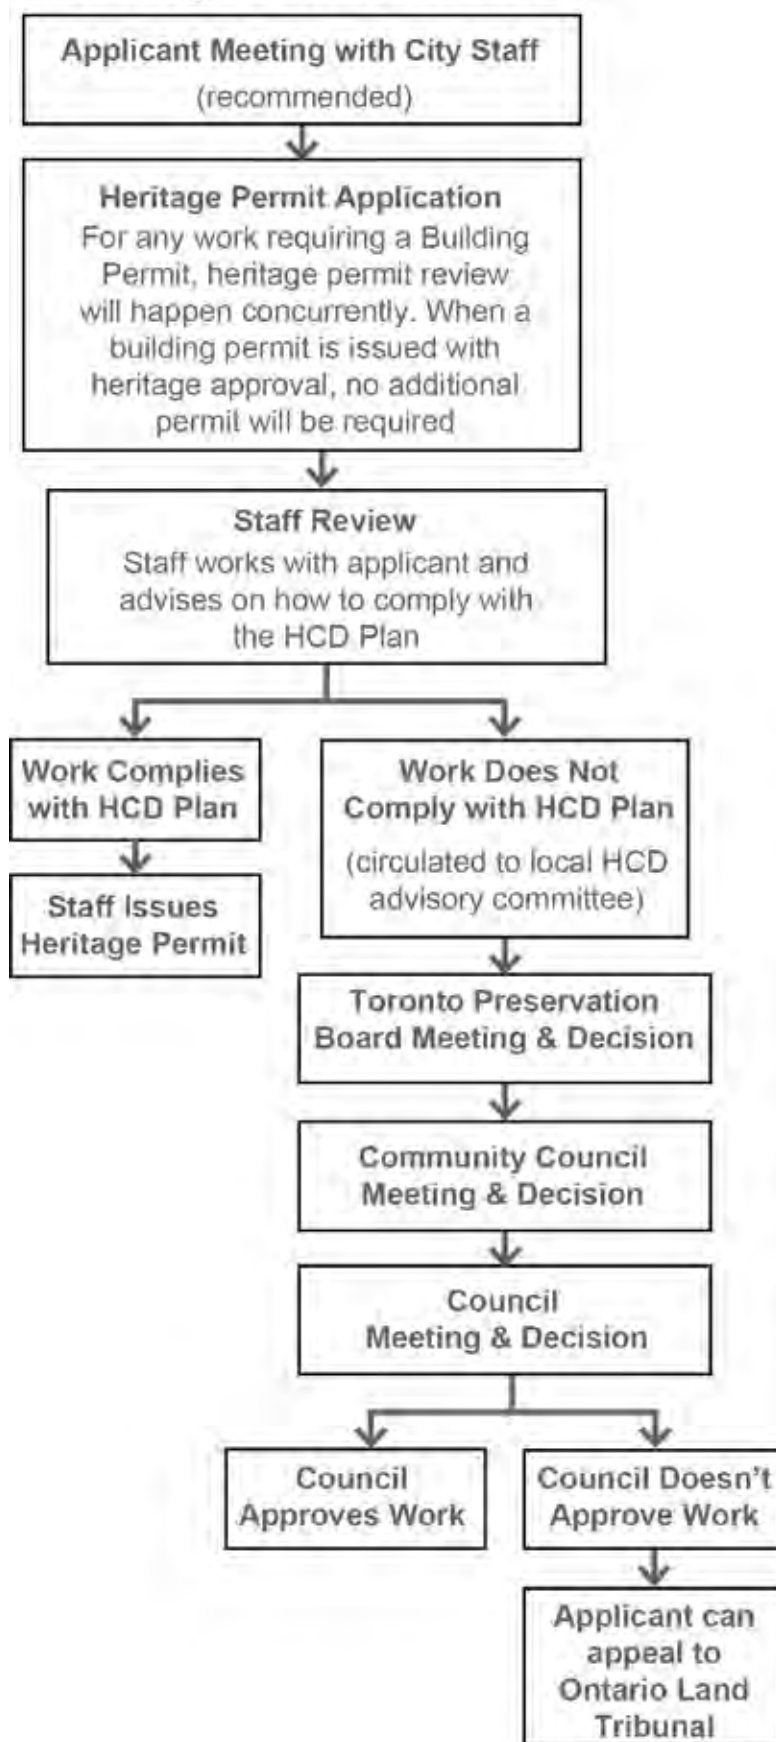 Applicant Meeting with City Staff
(recommended)
Heritage Permit Application
For any work requiring a Building
Permit, heritage permit review
will happen concurrently. When a
building permit is issued with
heritage approval, no additional
permit will be required
Staff Review
Staff works with applicant and
advises on how to comply with
the HCD Plan
Work Complies
with HCD Plan
Staff Issues
Heritage Permit
Work Does Not
Comply with HCD Plan
(circulated to local HCD
advisory committee)
Toronto Preservation
Board Meeting & Decision
Community Council
Meeting & Decision
Council
Meeting & Decision
Council
Approves Work
Council Doesn't
Approve Work
Applicant can
appeal to
Ontario Land
Tribunal